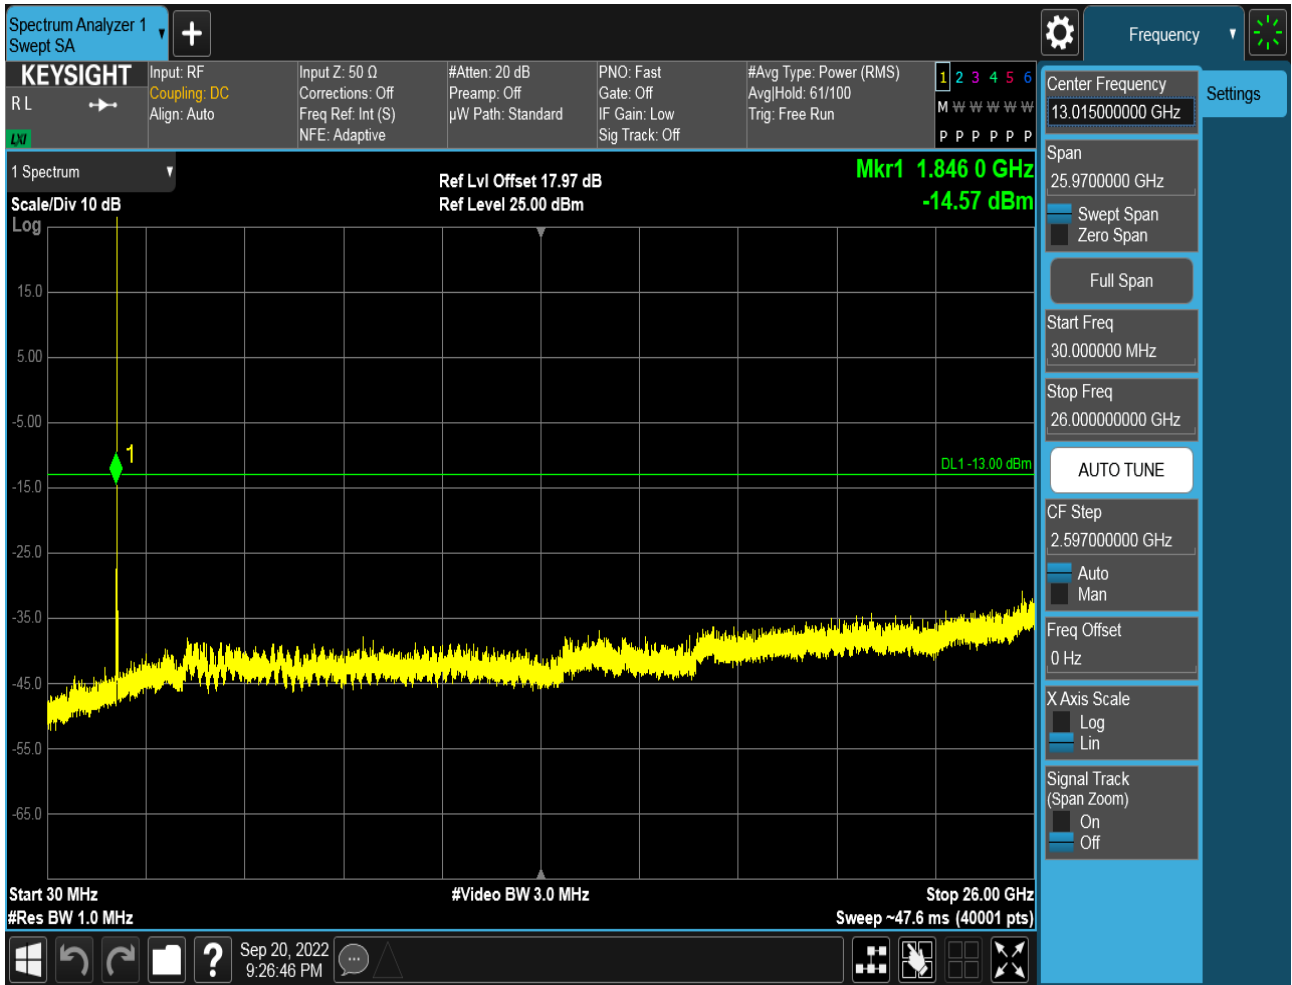 Spectrum Analyzer 1
Swept SA
Frequency
KEYSIGHT
R L
LXI
Input: RF
Coupling: DC
Align: Auto
Input Z: 50 Ω
Corrections: Off
Freq Ref: Int (S)
NFE: Adaptive
#Atten: 20 dB
Preamp: Off
µW Path: Standard
PNO: Fast
Gate: Off
IF Gain: Low
Sig Track: Off
#Avg Type: Power (RMS)
Avg|Hold: 61/100
Trig: Free Run
1 2 3 4 5 6
M W W W W W
P P P P P P
1 Spectrum
Scale/Div 10 dB
Log
Ref Lvl Offset 17.97 dB
Ref Level 25.00 dBm
Mkr1 1.846 0 GHz
-14.57 dBm
15.0
5.00
-5.00
-15.0
-25.0
-35.0
-45.0
-55.0
-65.0
1
DL1 -13.00 dBm
Start 30 MHz
#Res BW 1.0 MHz
#Video BW 3.0 MHz
Stop 26.00 GHz
Sweep ~47.6 ms (40001 pts)
Sep 20, 2022
9:26:46 PM
Center Frequency
13.015000000 GHz
Settings
Span
25.9700000 GHz
Swept Span
Zero Span
Full Span
Start Freq
30.000000 MHz
Stop Freq
26.000000000 GHz
AUTO TUNE
CF Step
2.597000000 GHz
Auto
Man
Freq Offset
0 Hz
X Axis Scale
Log
Lin
Signal Track
(Span Zoom)
On
Off